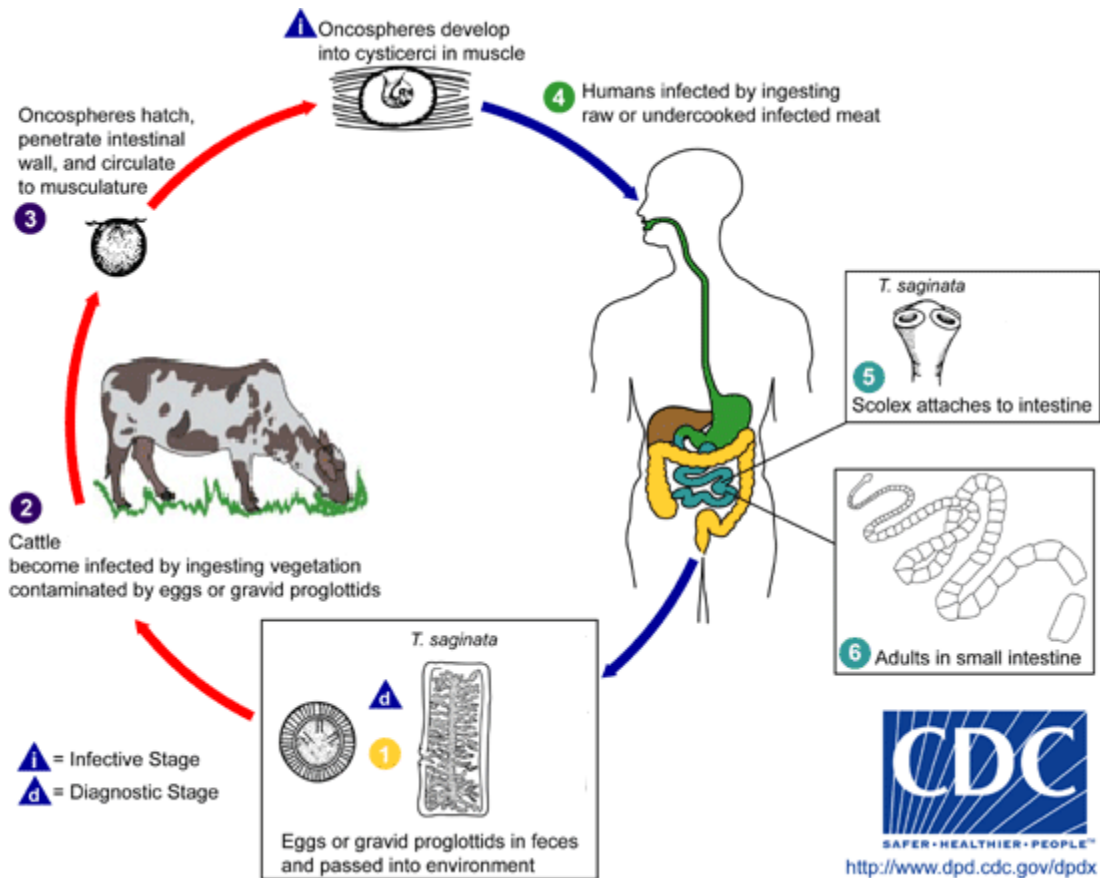 i Oncospheres develop
into cysticerci in muscle
4 Humans infected by ingesting
raw or undercooked infected meat
Oncospheres hatch,
penetrate intestinal
wall, and circulate
to musculature
3
T. saginata
5
Scolex attaches to intestine
2
Cattle
become infected by ingesting vegetation
contaminated by eggs or gravid proglottids
6 Adults in small intestine
T. saginata
d
1
Eggs or gravid proglottids in feces
and passed into environment
i = Infective Stage
d = Diagnostic Stage
CDC
SAFER·HEALTHIER·PEOPLE™
http://www.dpd.cdc.gov/dpdx